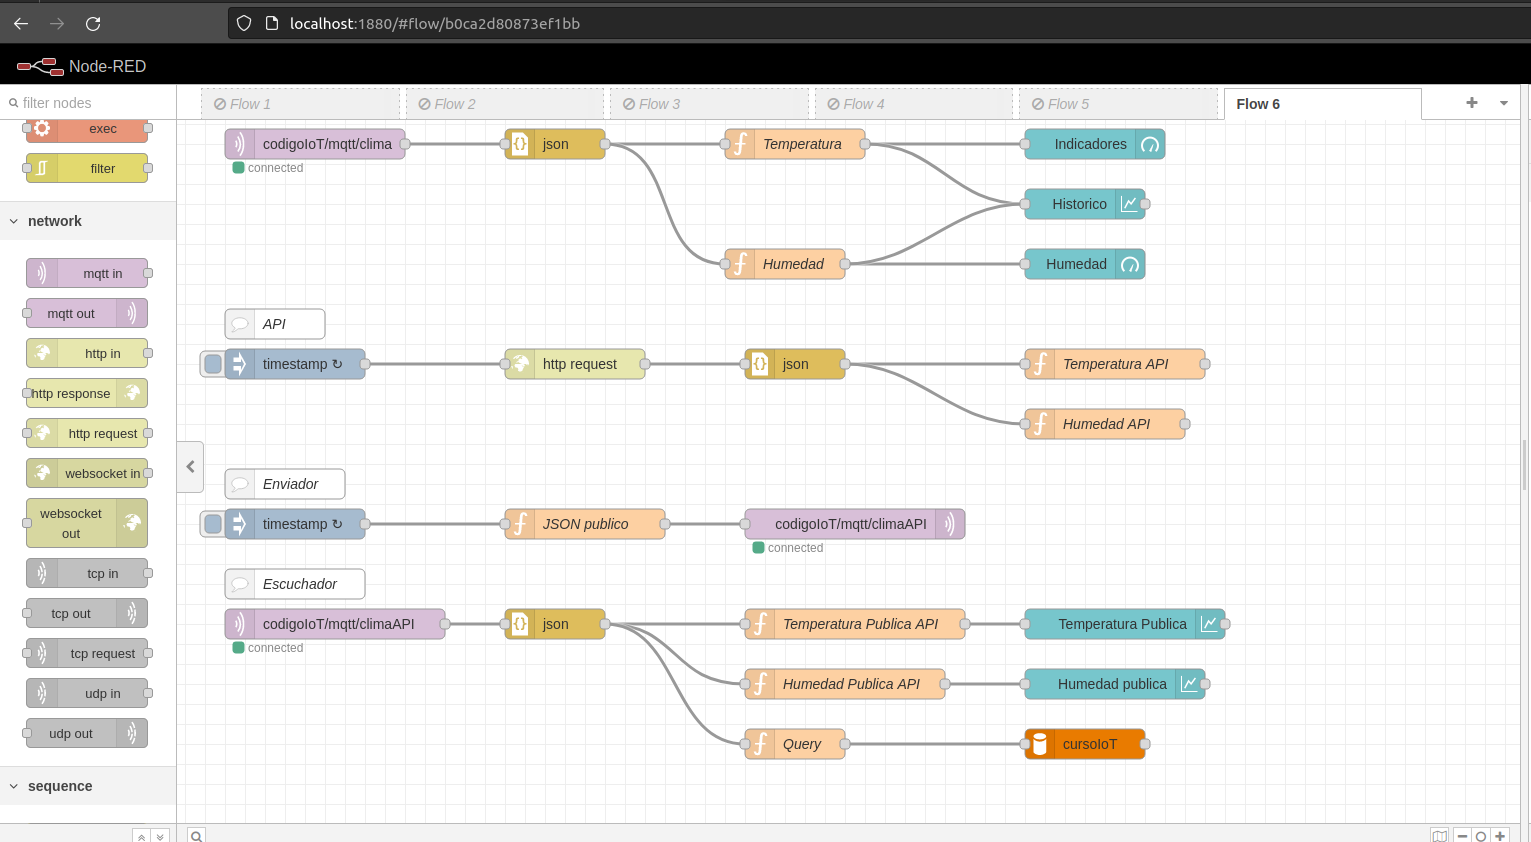 localhost:1880/#flow/b0ca2d80873ef1bb
Node-RED
filter nodes
Flow 1
Flow 2
Flow 3
Flow 4
Flow 5
Flow 6
exec
filter
network
mqtt in
mqtt out
http in
http response
http request
websocket in
websocket
out
tcp in
tcp out
tcp request
udp in
udp out
sequence
codigoIoT/mqtt/clima
connected
json
Temperatura
Indicadores
Historico
Humedad
Humedad
API
timestamp ↻
http request
json
Temperatura API
Humedad API
Enviador
timestamp ↻
JSON publico
codigoIoT/mqtt/climaAPI
connected
Escuchador
codigoIoT/mqtt/climaAPI
connected
json
Temperatura Publica API
Temperatura Publica
Humedad Publica API
Humedad publica
Query
cursoIoT